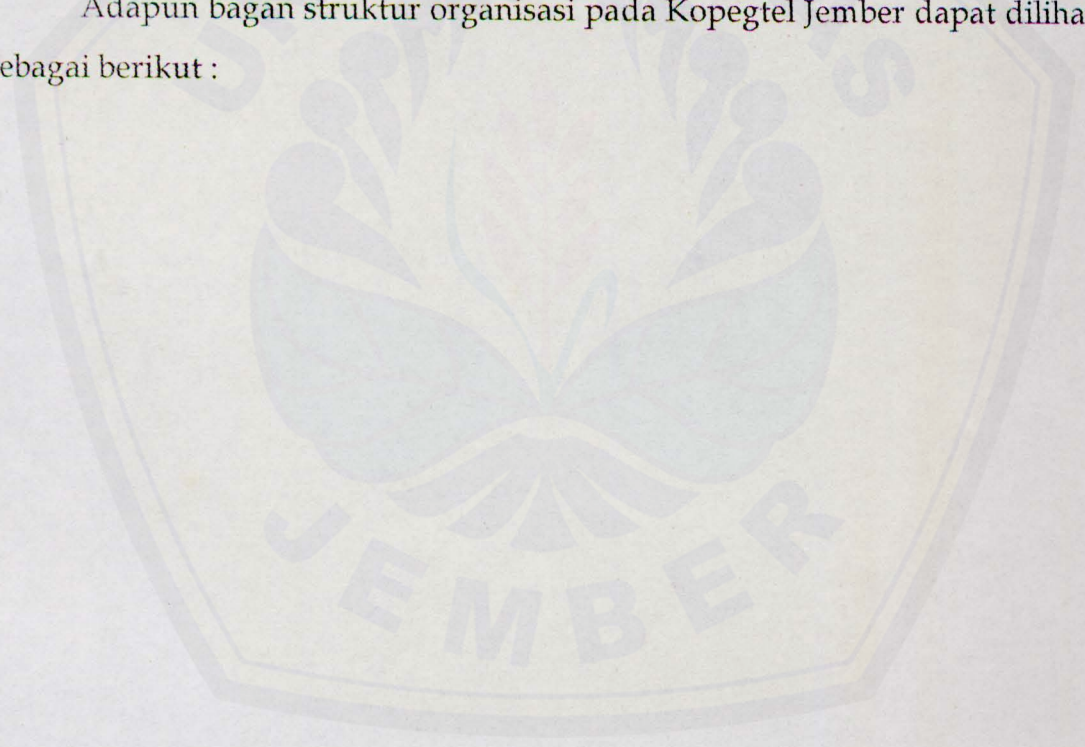 Adapun bagan struktur organisasi pada Kopegtel Jember dapat diliha
ebagai berikut :
JEMBER